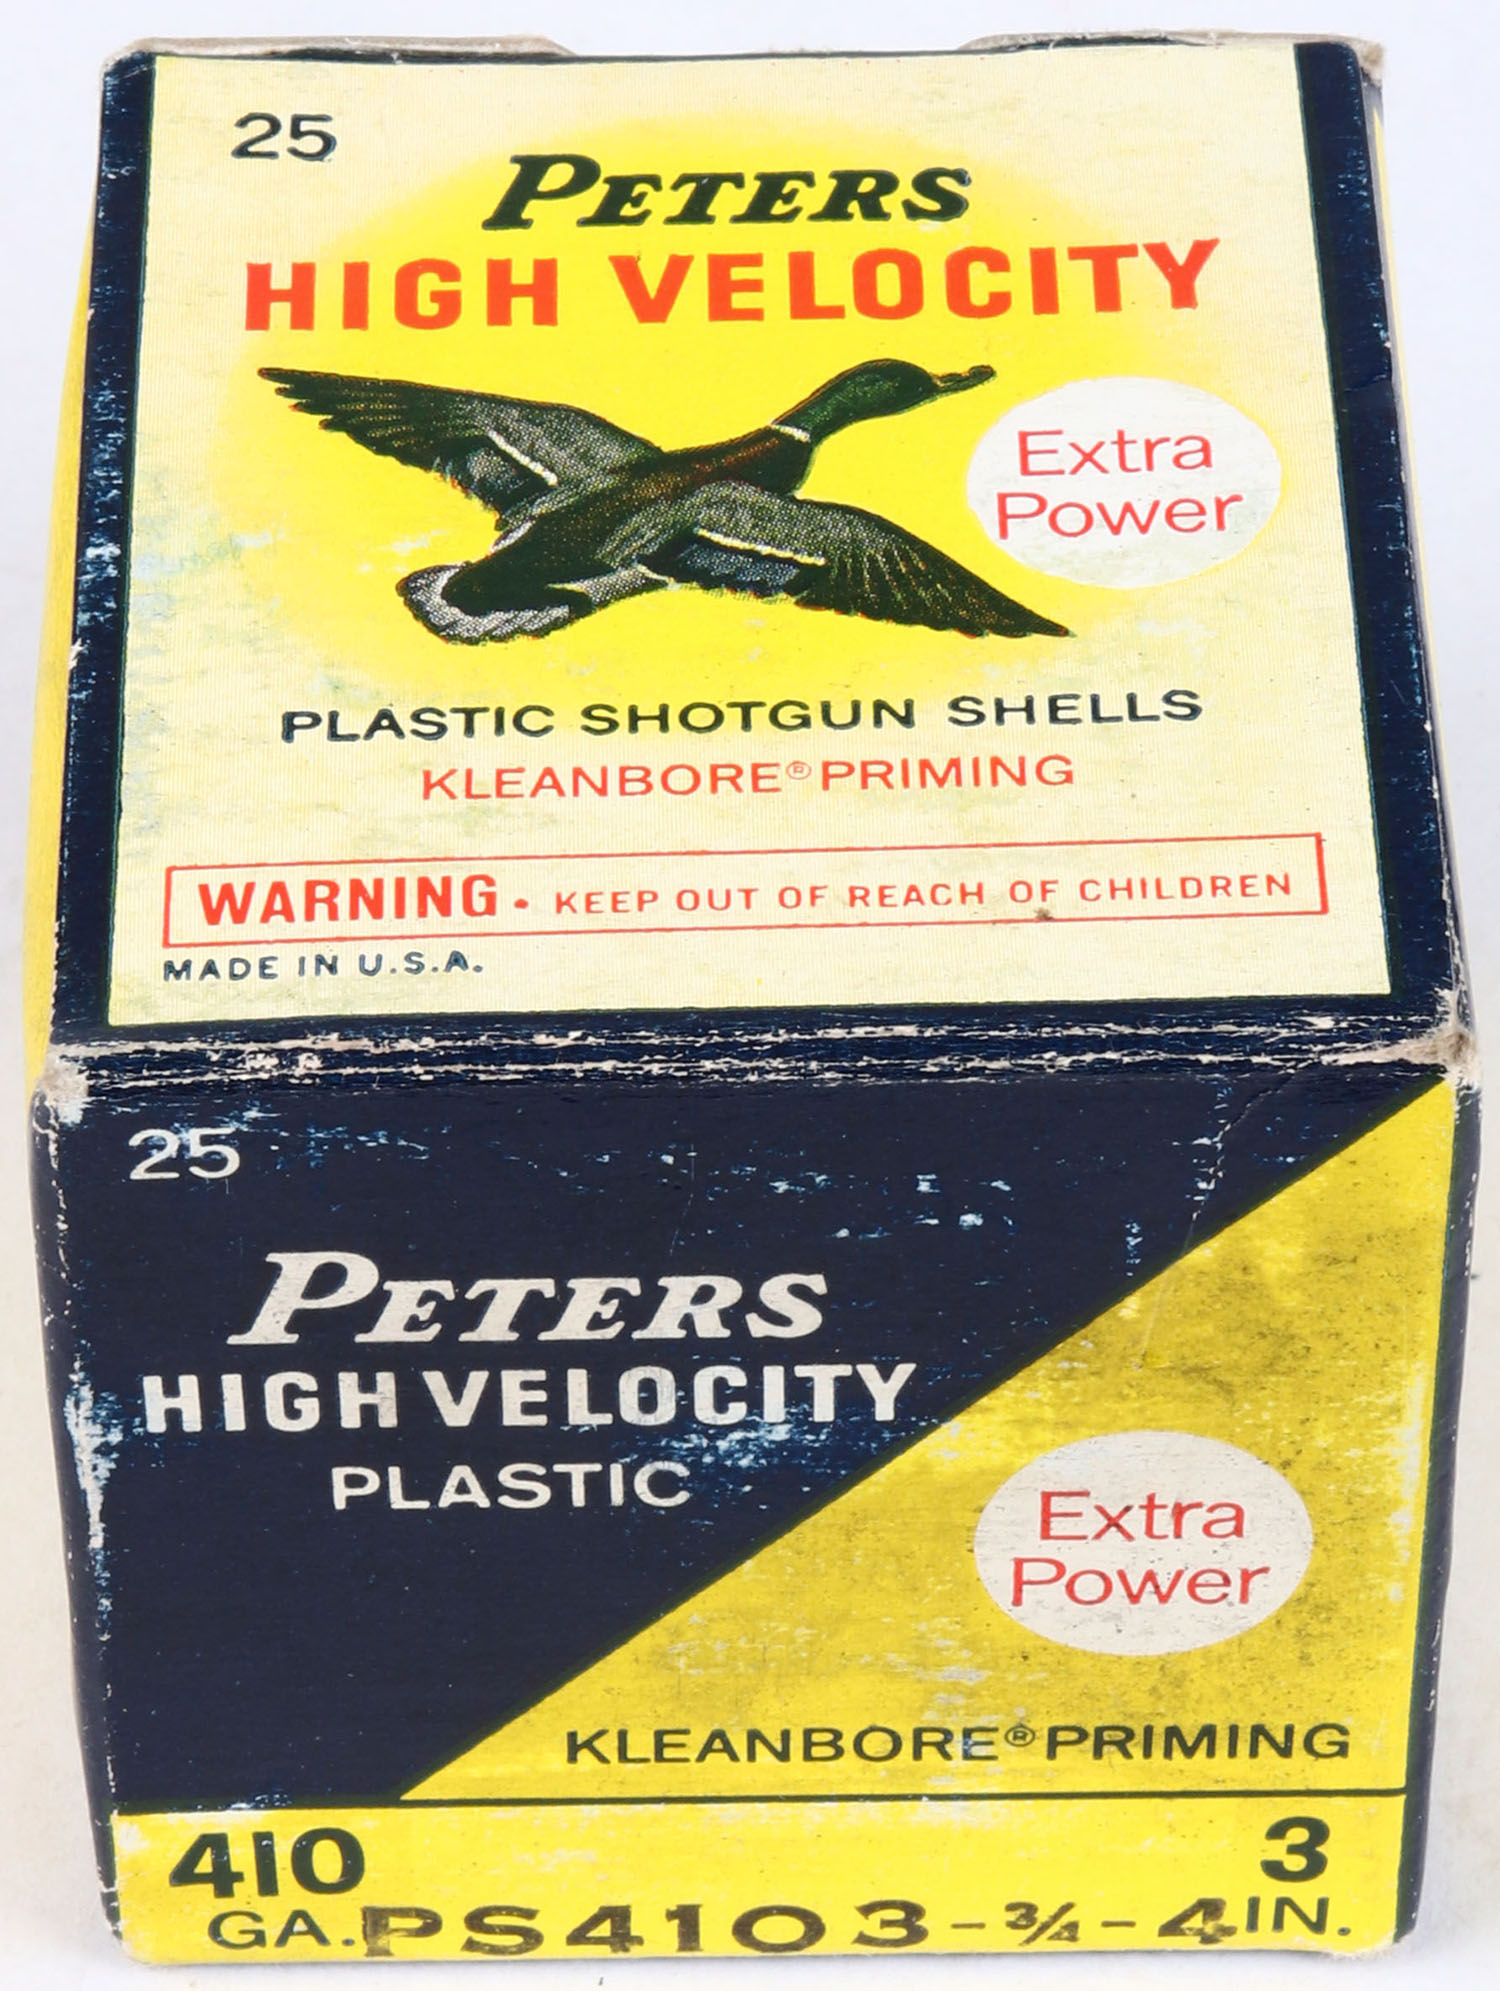 25
PETERS
HIGH VELOCITY
Extra
Power
PLASTIC SHOTGUN SHELLS
KLEANBORE® PRIMING
WARNING • KEEP OUT OF REACH OF CHILDREN
MADE IN U.S.A.
25
PETERS
HIGH VELOCITY
PLASTIC
Extra
Power
KLEANBORE® PRIMING
410 3
GA. PS4103-¾-4 IN.